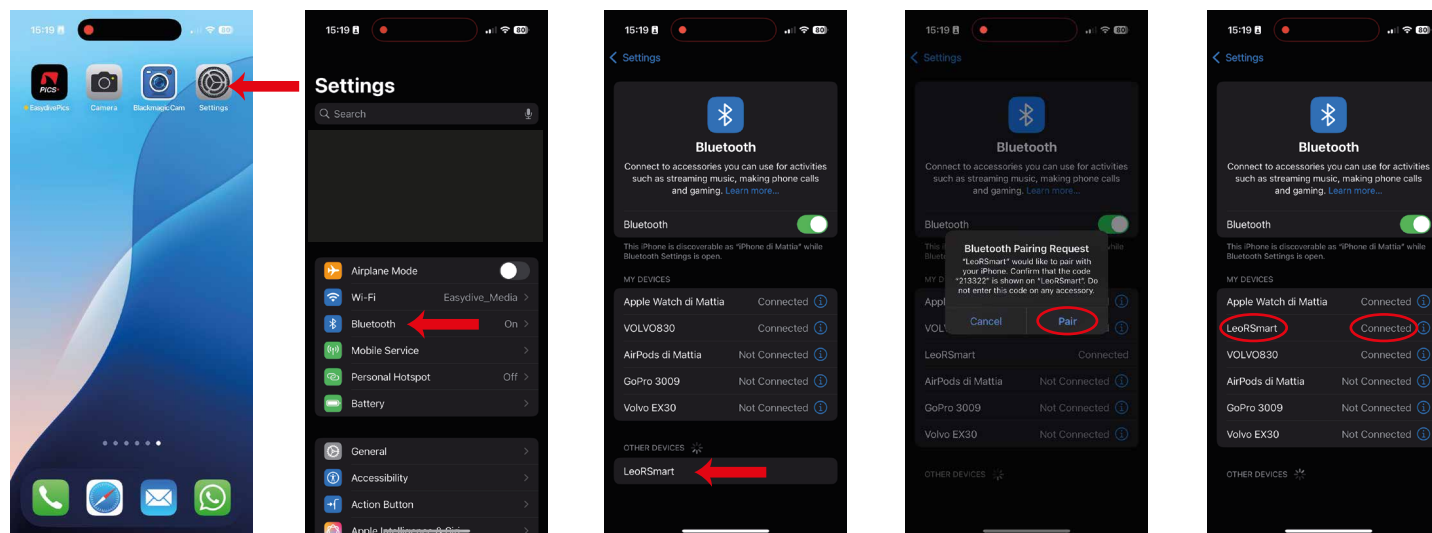 15:19
80
PICS
EasydivePics
Camera
BlackmagicCam
Settings
15:19
80
Settings
Search
Airplane Mode
Wi-Fi Easydive_Media
Bluetooth On
Mobile Service
Personal Hotspot Off
Battery
General
Accessibility
Action Button
15:19
80
Settings
Bluetooth
Connect to accessories you can use for activities
such as streaming music, making phone calls
and gaming. Learn more...
Bluetooth
This iPhone is discoverable as "iPhone di Mattia" while
Bluetooth Settings is open.
MY DEVICES
Apple Watch di Mattia Connected
VOLVO830 Connected
AirPods di Mattia Not Connected
GoPro 3009 Not Connected
Volvo EX30 Not Connected
OTHER DEVICES
LeoRSmart
15:19
80
Settings
Bluetooth
Connect to accessories you can use for activities
such as streaming music, making phone calls
and gaming. Learn more...
Bluetooth
Bluetooth Pairing Request
"LeoRSmart" would like to pair with
your iPhone. Confirm that the code
"213322" is shown on "LeoRSmart". Do
not enter this code on any accessory.
Cancel Pair
LeoRSmart Connected
AirPods di Mattia Not Connected
GoPro 3009 Not Connected
Volvo EX30 Not Connected
OTHER DEVICES
15:19
80
Settings
Bluetooth
Connect to accessories you can use for activities
such as streaming music, making phone calls
and gaming. Learn more...
Bluetooth
This iPhone is discoverable as "iPhone di Mattia" while
Bluetooth Settings is open.
MY DEVICES
Apple Watch di Mattia Connected
LeoRSmart Connected
VOLVO830 Connected
AirPods di Mattia Not Connected
GoPro 3009 Not Connected
Volvo EX30 Not Connected
OTHER DEVICES